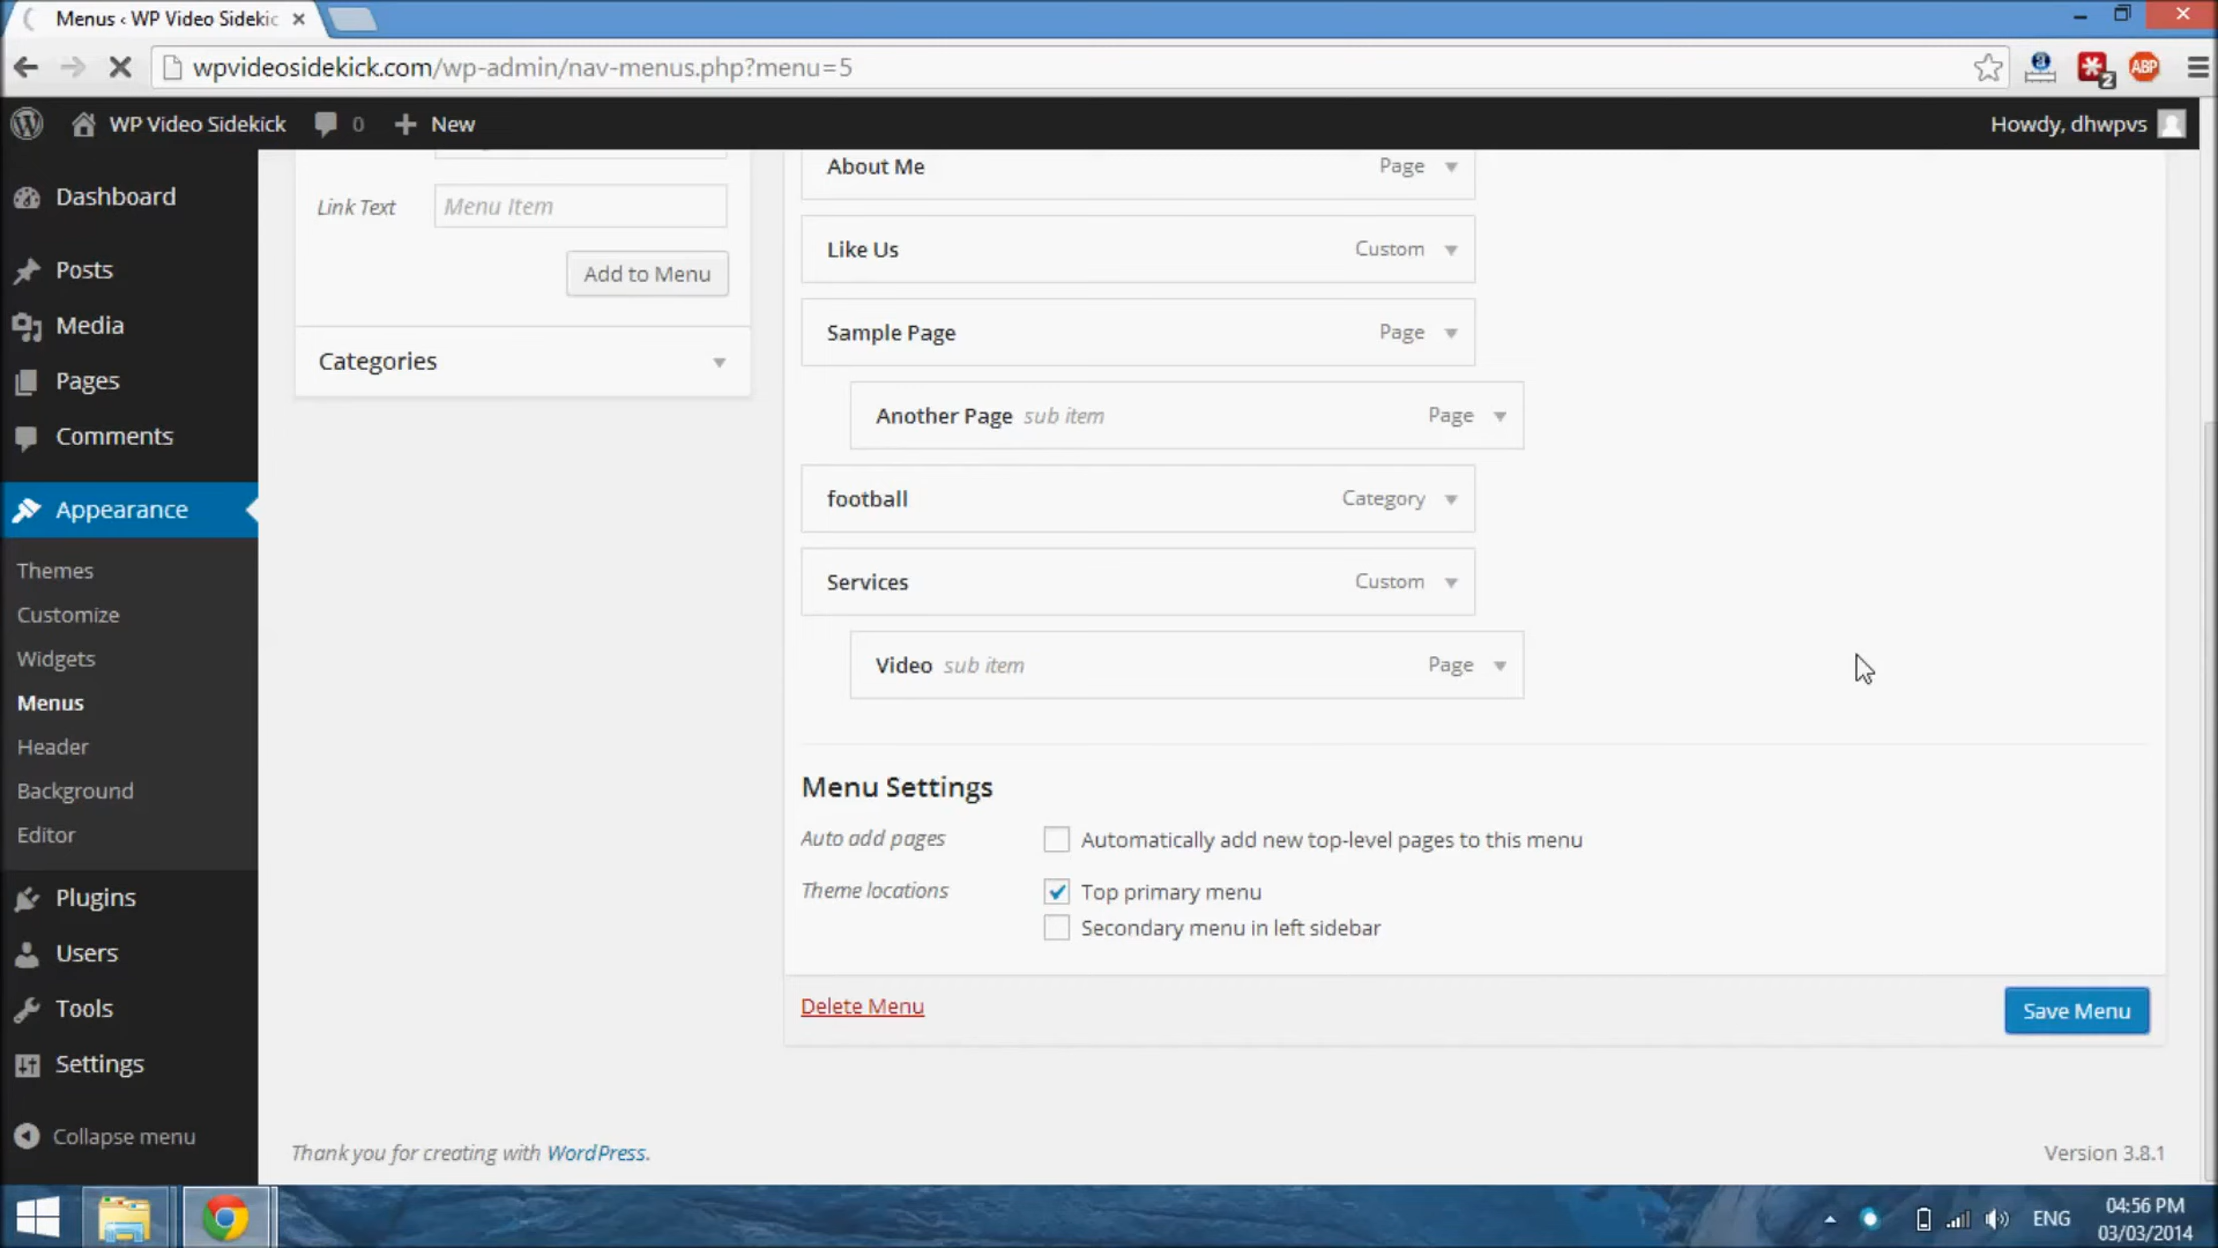 Menus ‹ WP Video Sidekic
wpvideosidekick.com/wp-admin/nav-menus.php?menu=5
2
ABP
WP Video Sidekick 0 + New
Howdy, dhwpvs
Dashboard
Posts
Media
Pages
Comments
Appearance
Themes
Customize
Widgets
Menus
Header
Background
Editor
Plugins
Users
Tools
Settings
Collapse menu
Link Text Menu Item
Add to Menu
Categories
About Me Page
Like Us Custom
Sample Page Page
Another Page sub item Page
football Category
Services Custom
Video sub item Page
Menu Settings
Auto add pages Automatically add new top-level pages to this menu
Theme locations Top primary menu
Secondary menu in left sidebar
Delete Menu Save Menu
Thank you for creating with WordPress. Version 3.8.1
ENG 04:56 PM
03/03/2014